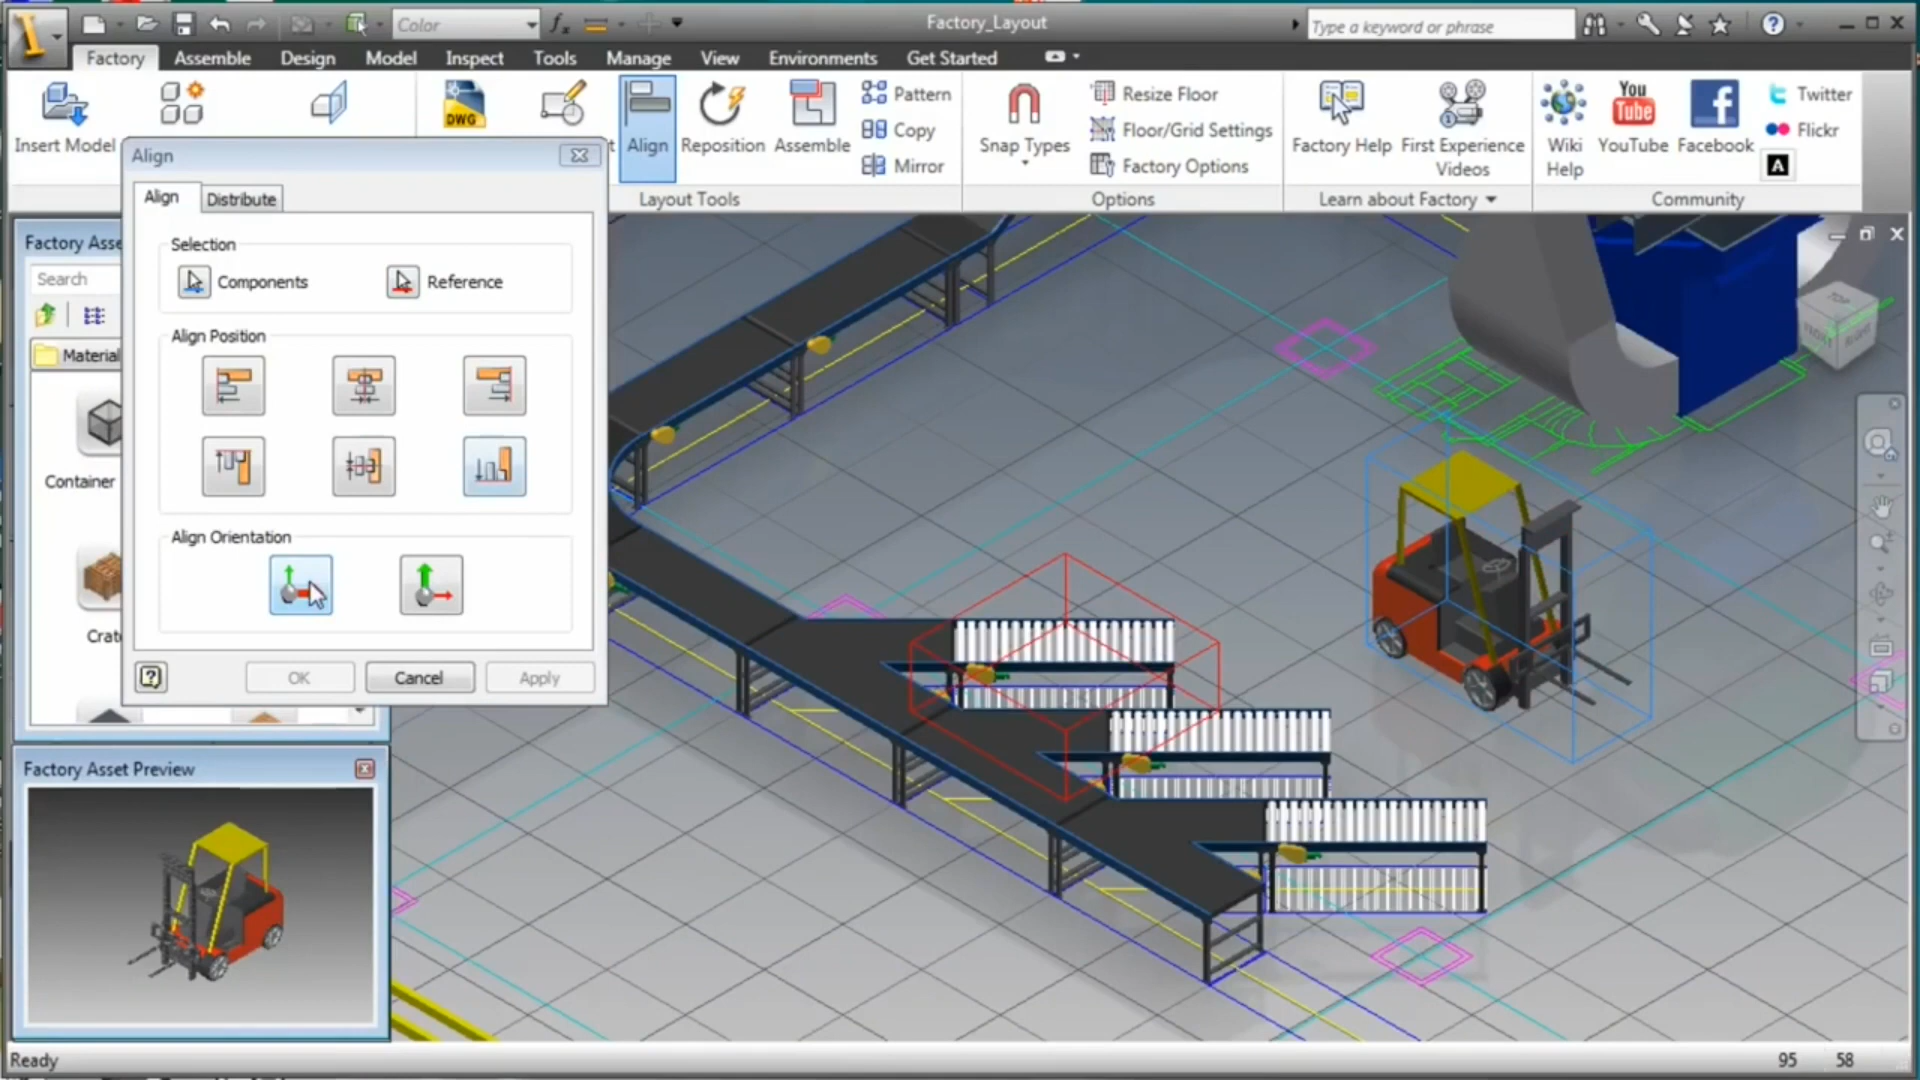 Color
Factory_Layout
Type a keyword or phrase
Factory
Assemble
Design
Model
Inspect
Tools
Manage
View
Environments
Get Started
Insert Model
DWG
Align
Reposition
Assemble
Pattern
Copy
Mirror
Layout Tools
Snap Types
Resize Floor
Floor/Grid Settings
Factory Options
Options
Factory Help
First Experience
Videos
Learn about Factory
Wiki
Help
You
Tube
YouTube
f
Facebook
Twitter
Flickr
A
Community
Align
Align
Distribute
Selection
Components
Reference
Align Position
Align Orientation
OK
Cancel
Apply
Factory Asse
Search
Material
Container
Crat
Factory Asset Preview
TOP
FRONT
RIGHT
Ready
95
58